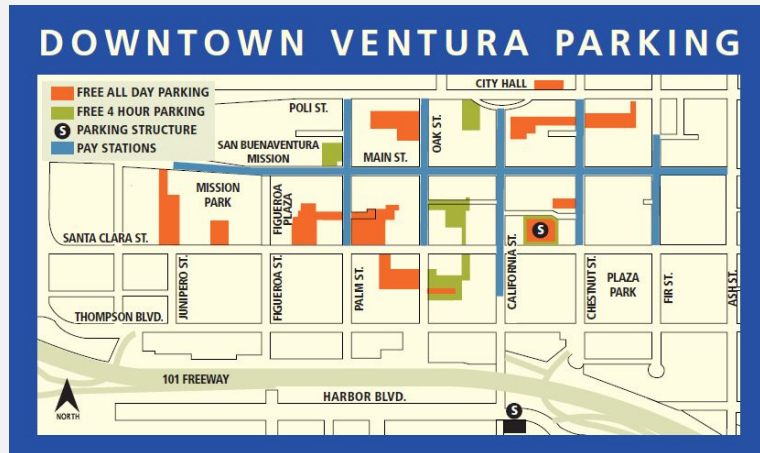 DOWNTOWN VENTURA PARKING
FREE ALL DAY PARKING
FREE 4 HOUR PARKING
S PARKING STRUCTURE
PAY STATIONS
CITY HALL
POLI ST.
OAK ST.
SAN BUENAVENTURA
MISSION
MAIN ST.
MISSION
PARK
FIGUEROA
PLAZA
SANTA CLARA ST.
S
CALIFORNIA ST.
JUNIPERO ST.
FIGUEROA ST.
PALM ST.
CHESTNUT ST.
PLAZA
PARK
FIR ST.
ASH ST.
THOMPSON BLVD.
101 FREEWAY
HARBOR BLVD.
NORTH
S